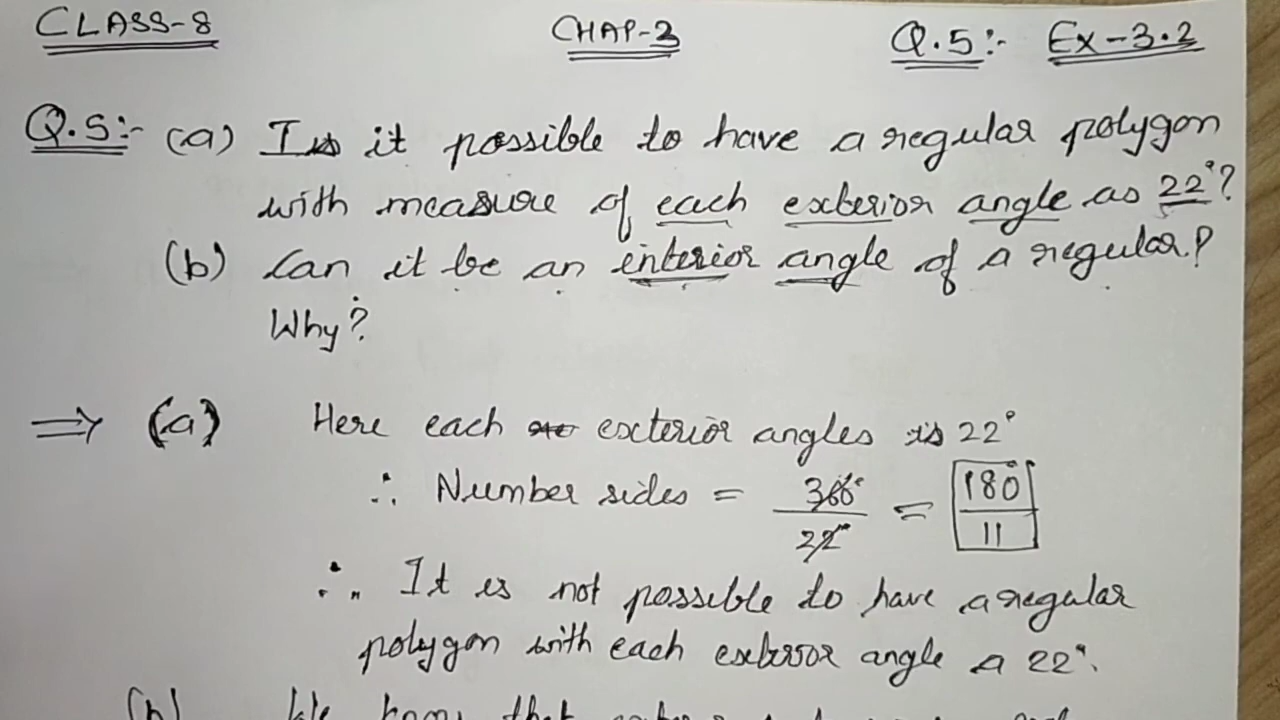 CLASS-8 CHAP-3 Q.5:- Ex-3.2
Q.5:- (a) Is it possible to have a regular polygon
with measure of each exterior angle as 22°?
(b) Can it be an interior angle of a regular?
Why?
⇒ (a) Here each exterior angles is 22°
∴ Number sides = 360°/22° = 180/11
∴ It is not possible to have a regular
polygon with each exterior angle a 22°.
(b) We know that